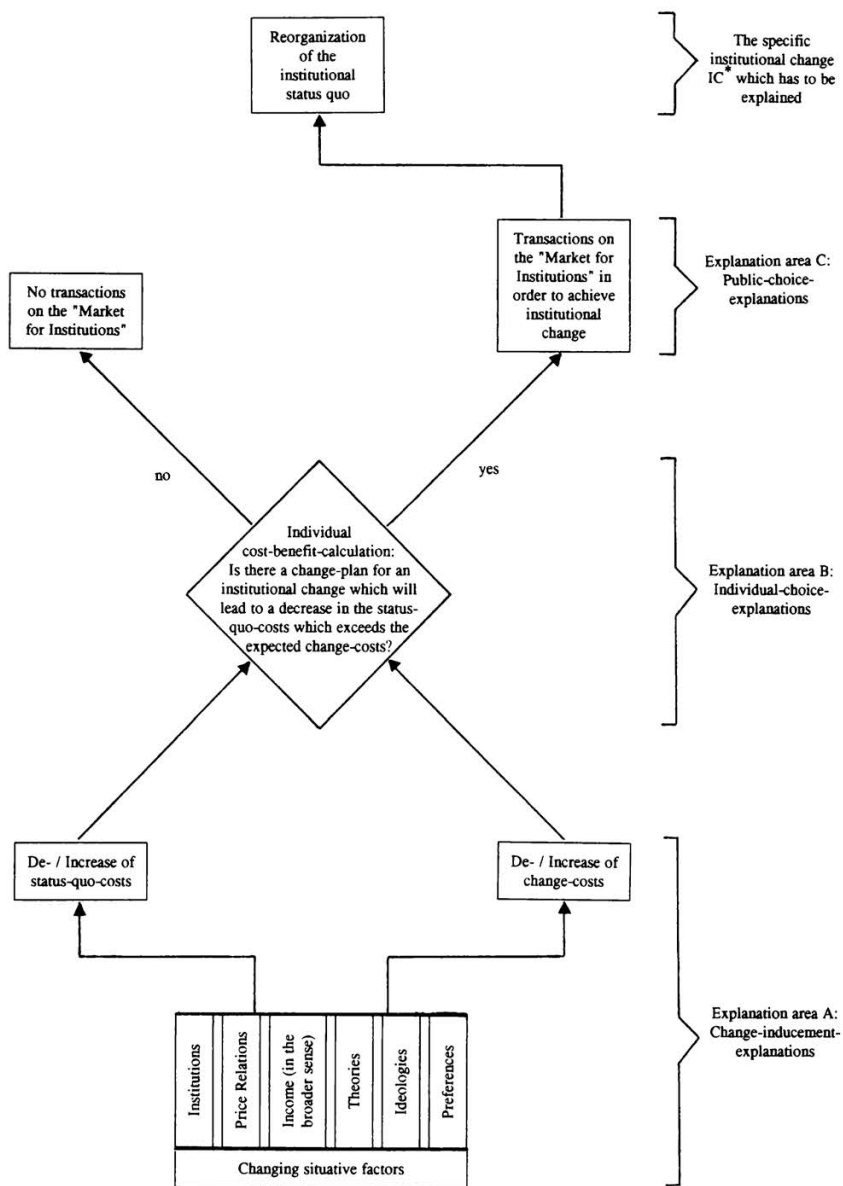 Reorganization
of the
institutional
status quo
The specific
institutional change
IC* which has to be
explained
Transactions on
the "Market for
Institutions" in
order to achieve
institutional
change
Explanation area C:
Public-choice-
explanations
No transactions
on the "Market
for Institutions"
no
yes
Individual
cost-benefit-calculation:
Is there a change-plan for an
institutional change which will
lead to a decrease in the status-
quo-costs which exceeds the
expected change-costs?
Explanation area B:
Individual-choice-
explanations
De- / Increase of
status-quo-costs
De- / Increase of
change-costs
Institutions
Price Relations
Income (in the
broader sense)
Theories
Ideologies
Preferences
Explanation area A:
Change-inducement-
explanations
Changing situative factors